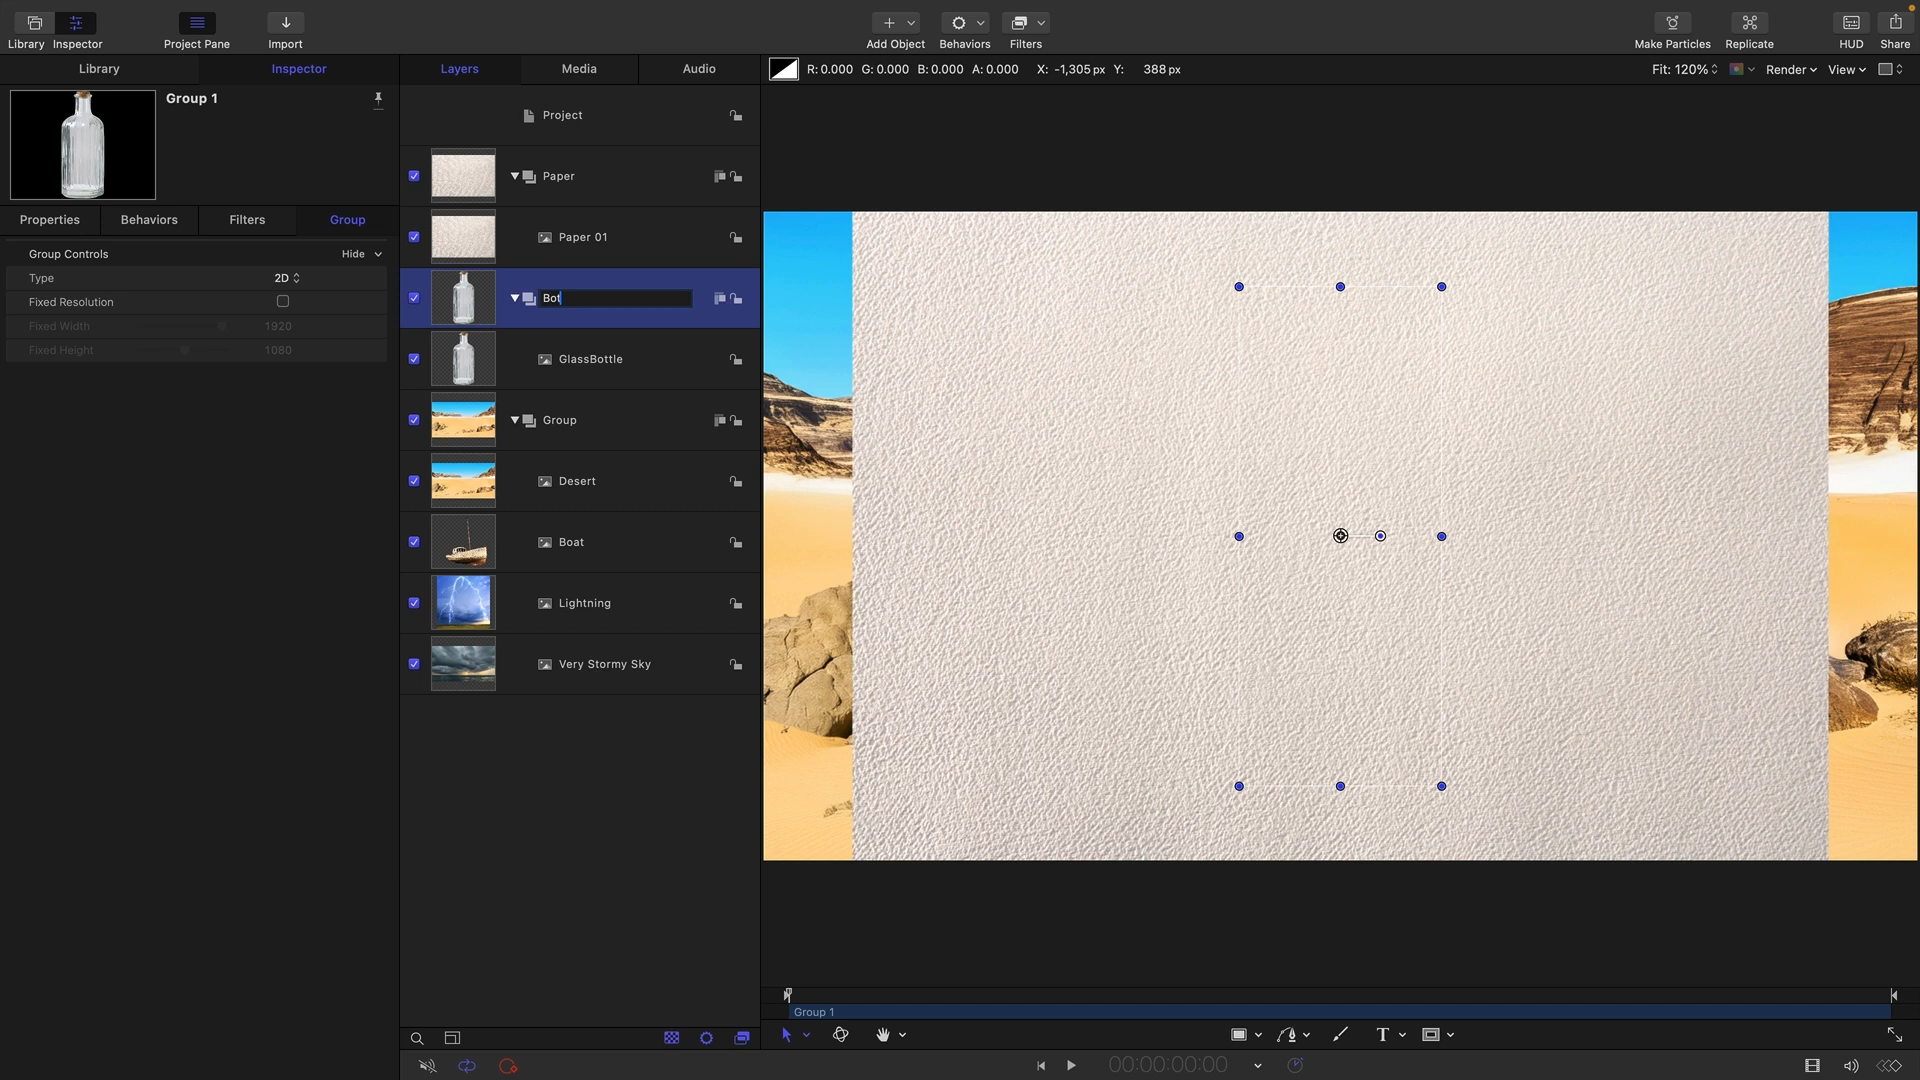 Library
Inspector
Project Pane
Import
Add Object
Behaviors
Filters
Make Particles
Replicate
HUD
Share
Library
Inspector
Layers
Media
Audio
R: 0.000 G: 0.000 B: 0.000 A: 0.000 X: -1,305 px Y: 388 px
Fit: 120%
Render
View
Group 1
Project
Paper
Paper 01
Bot
GlassBottle
Group
Desert
Boat
Lightning
Very Stormy Sky
Properties
Behaviors
Filters
Group
Group Controls
Hide
Type
2D
Fixed Resolution
Fixed Width
1920
Fixed Height
1080
Group 1
T
00:00:00:00